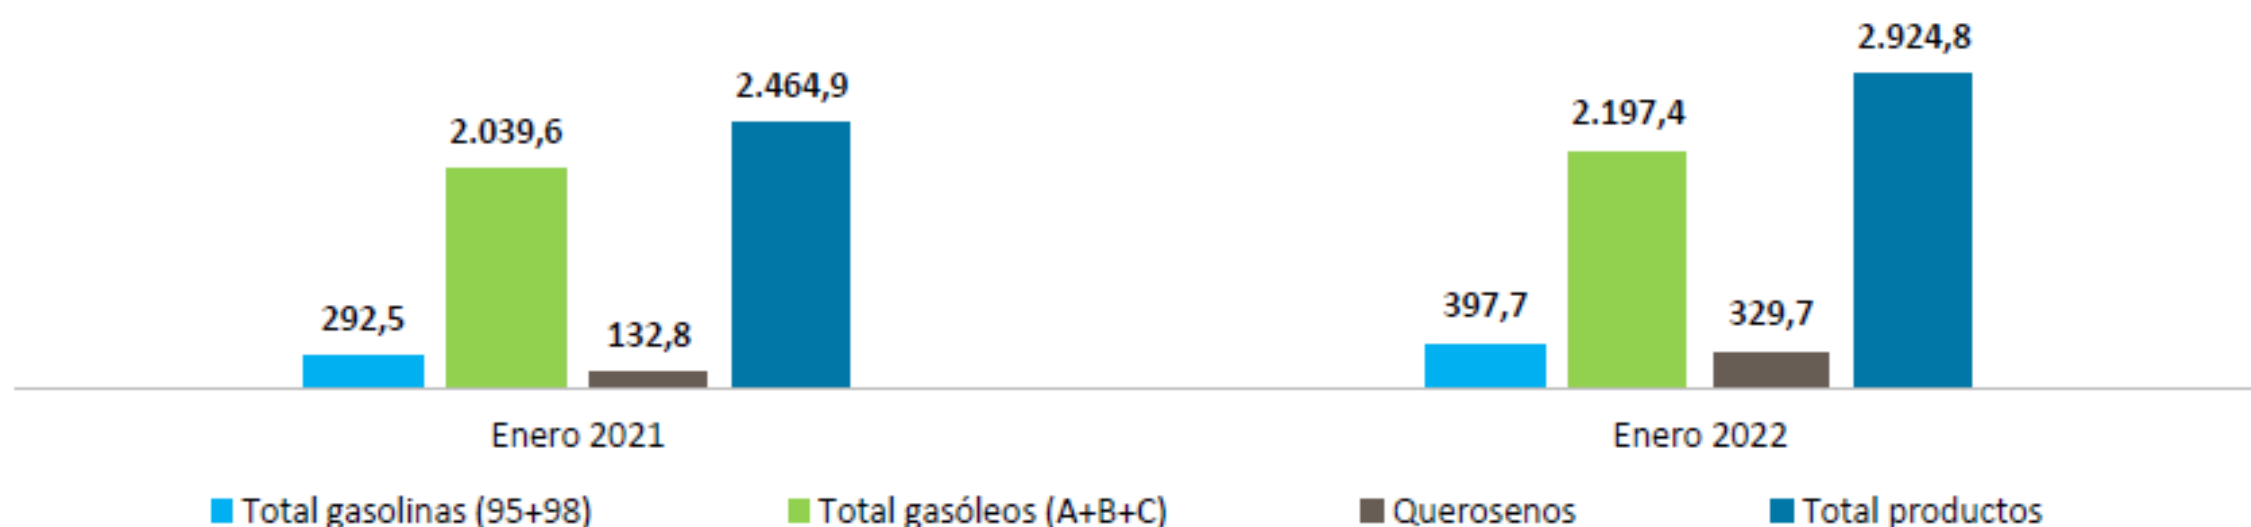 2.464,9
2.039,6
292,5
132,8
2.924,8
2.197,4
397,7
329,7
Enero 2021
Enero 2022
Total gasolinas (95+98)
Total gasóleos (A+B+C)
Querosenos
Total productos